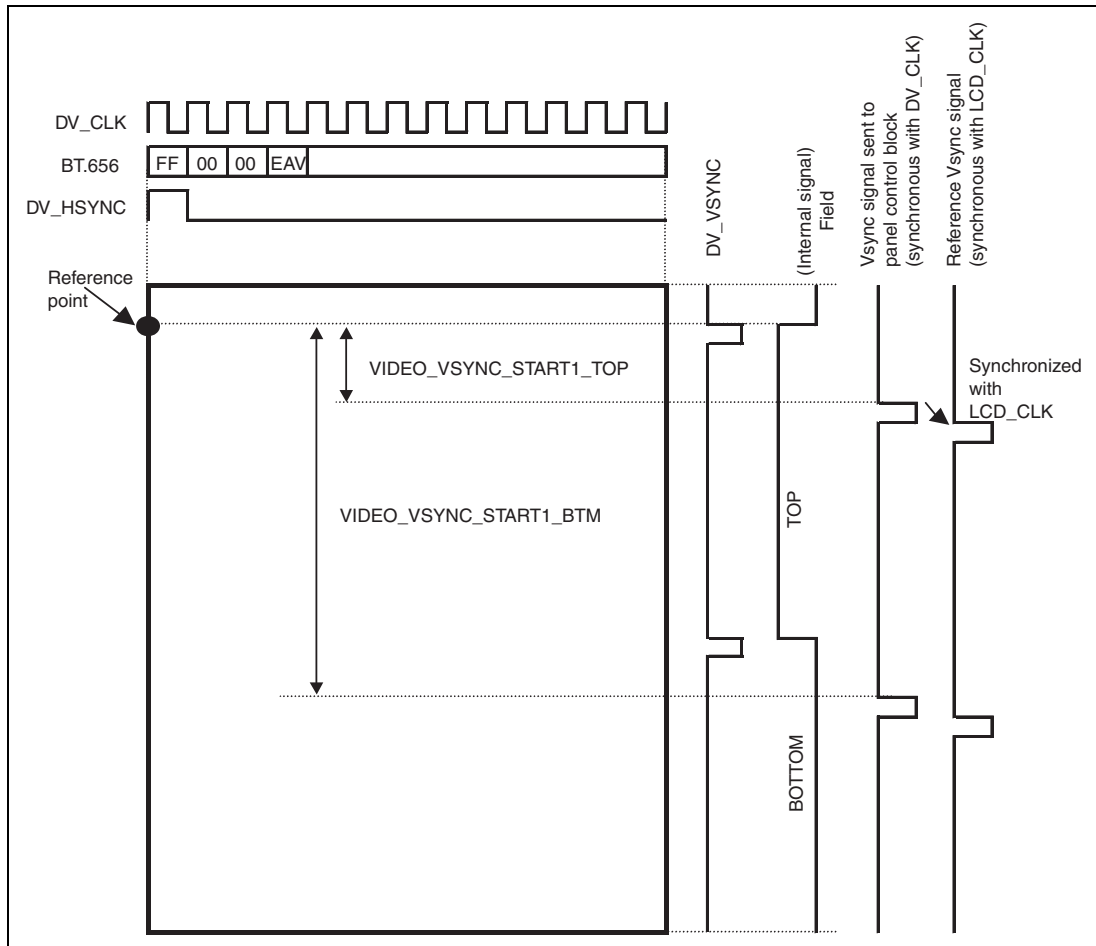 DV_CLK
BT.656
FF 00 00 EAV
DV_HSYNC
DV_VSYNC
(Internal signal)
Field
Vsync signal sent to
panel control block
(synchronous with DV_CLK)
Reference Vsync signal
(synchronous with LCD_CLK)
Reference
point
VIDEO_VSYNC_START1_TOP
Synchronized
with
LCD_CLK
VIDEO_VSYNC_START1_BTM
TOP
BOTTOM